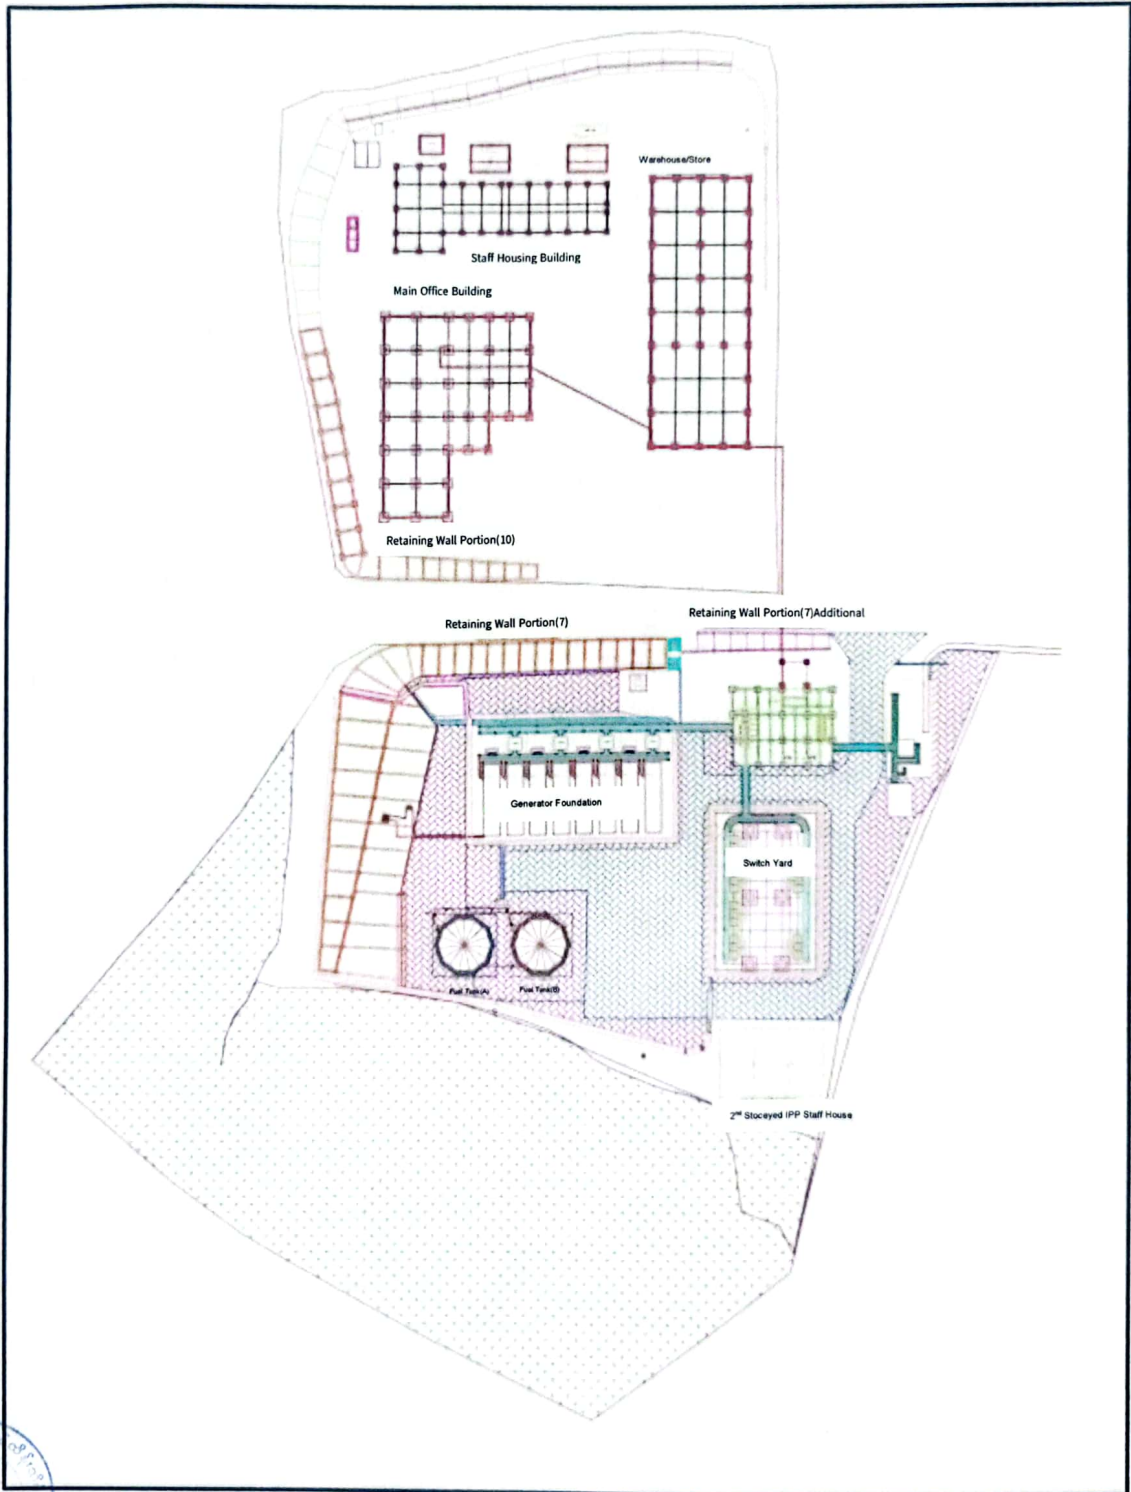 Warehouse/Store
Staff Housing Building
Main Office Building
Retaining Wall Portion(10)
Retaining Wall Portion(7)
Retaining Wall Portion(7)Additional
Generator Foundation
Switch Yard
Fuel Tank(A)
Fuel Tank(B)
2nd Stoceyed IPP Staff House